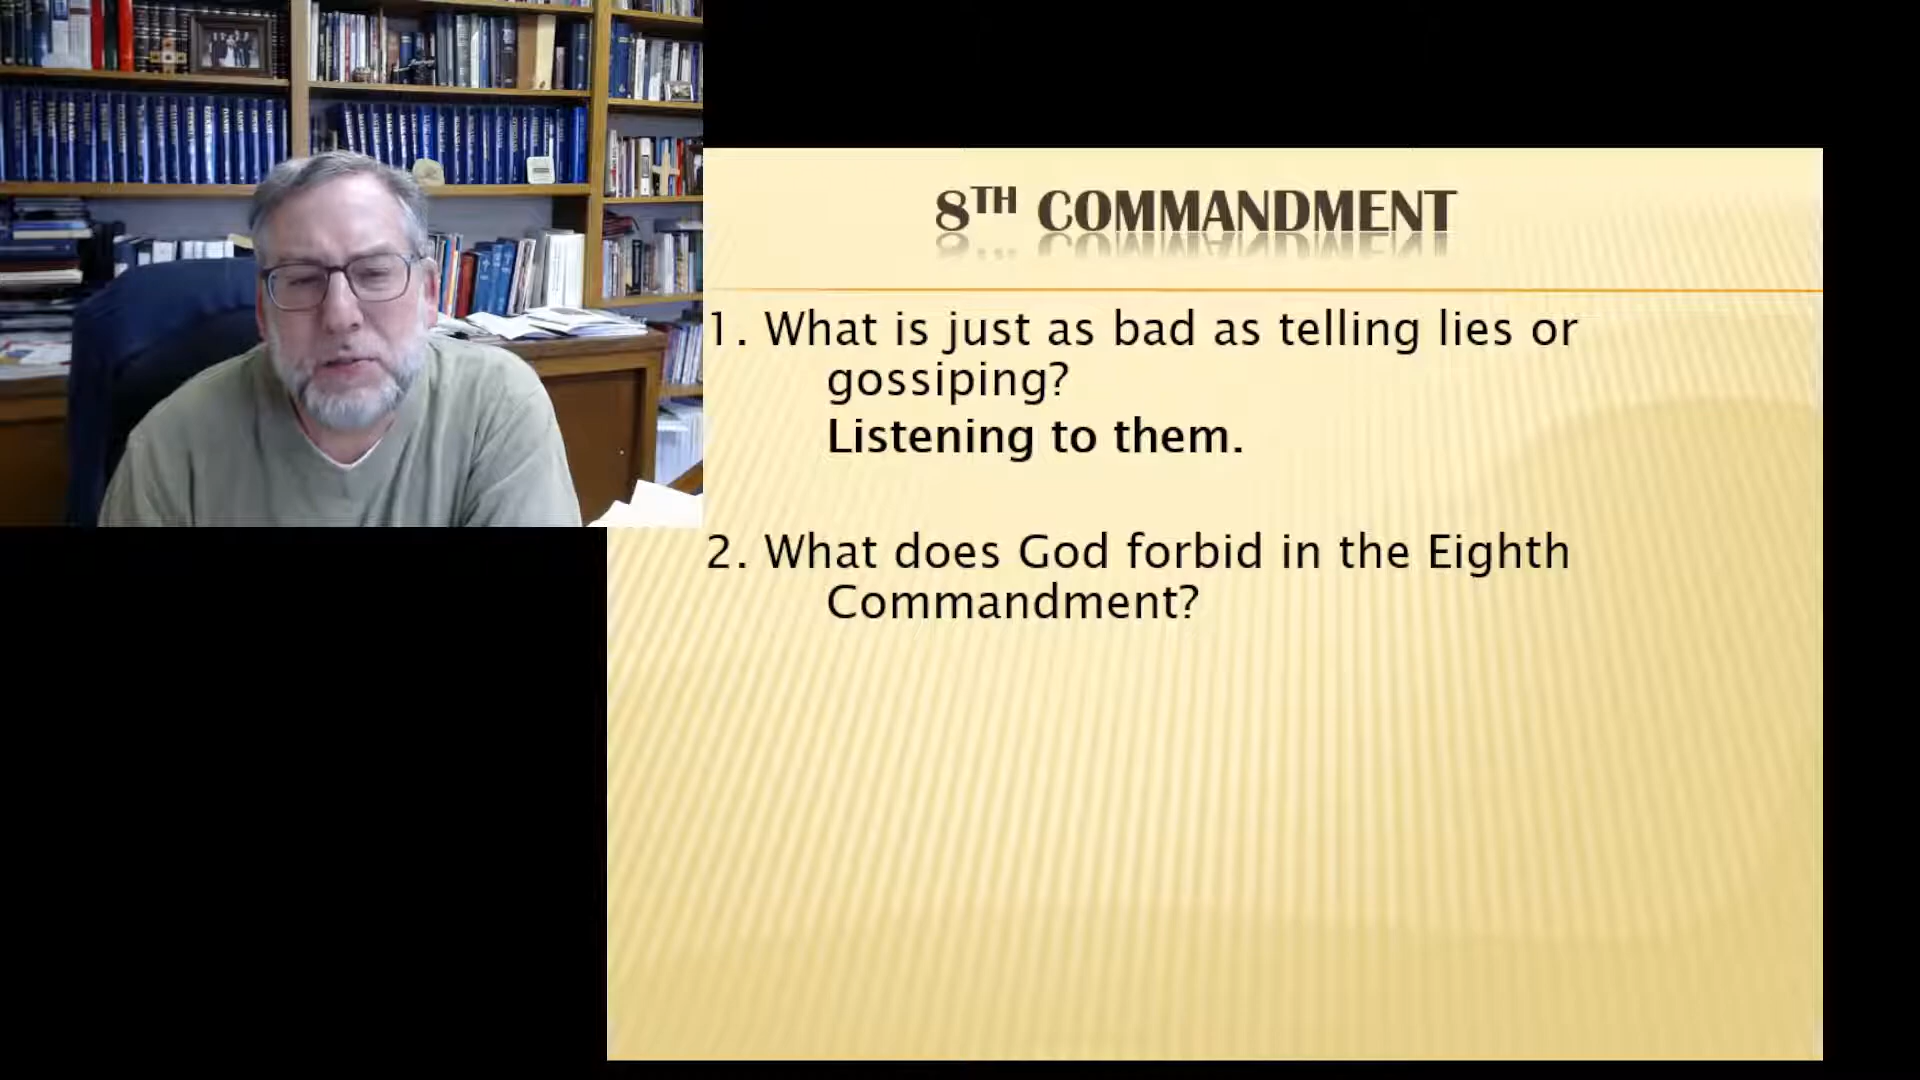 8TH COMMANDMENT
1. What is just as bad as telling lies or
gossiping?
Listening to them.
2. What does God forbid in the Eighth
Commandment?